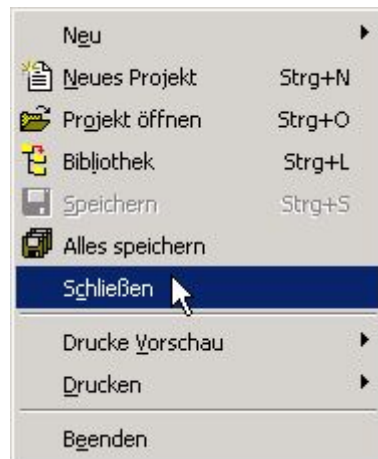 Neu
Neues Projekt Strg+N
Projekt öffnen Strg+O
Bibliothek Strg+L
Speichern Strg+S
Alles speichern
Schließen
Drucke Vorschau
Drucken
Beenden